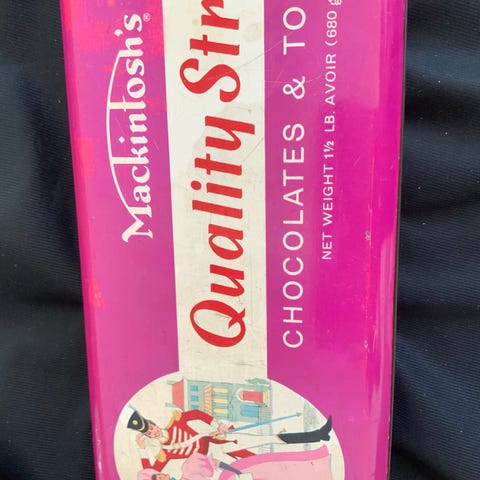 Mackintosh's®
Quality Str
CHOCOLATES & TO
NET WEIGHT 1½ LB. AVOIR (680 g